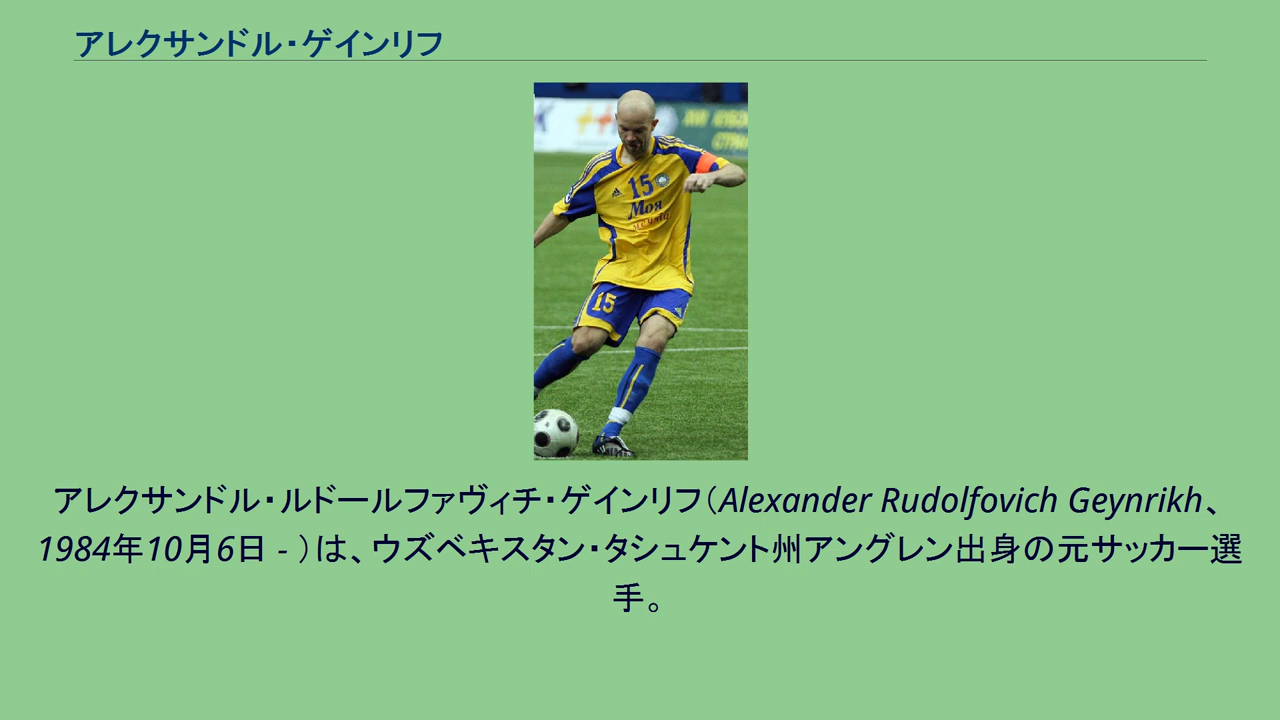 アレクサンドル・ゲインリフ
15
Моя
15
アレクサンドル・ルドールファヴィチ・ゲインリフ（Alexander Rudolfovich Geynrikh、
1984年10月6日 - ）は、ウズベキスタン・タシュケント州アングレン出身の元サッカー選
手。